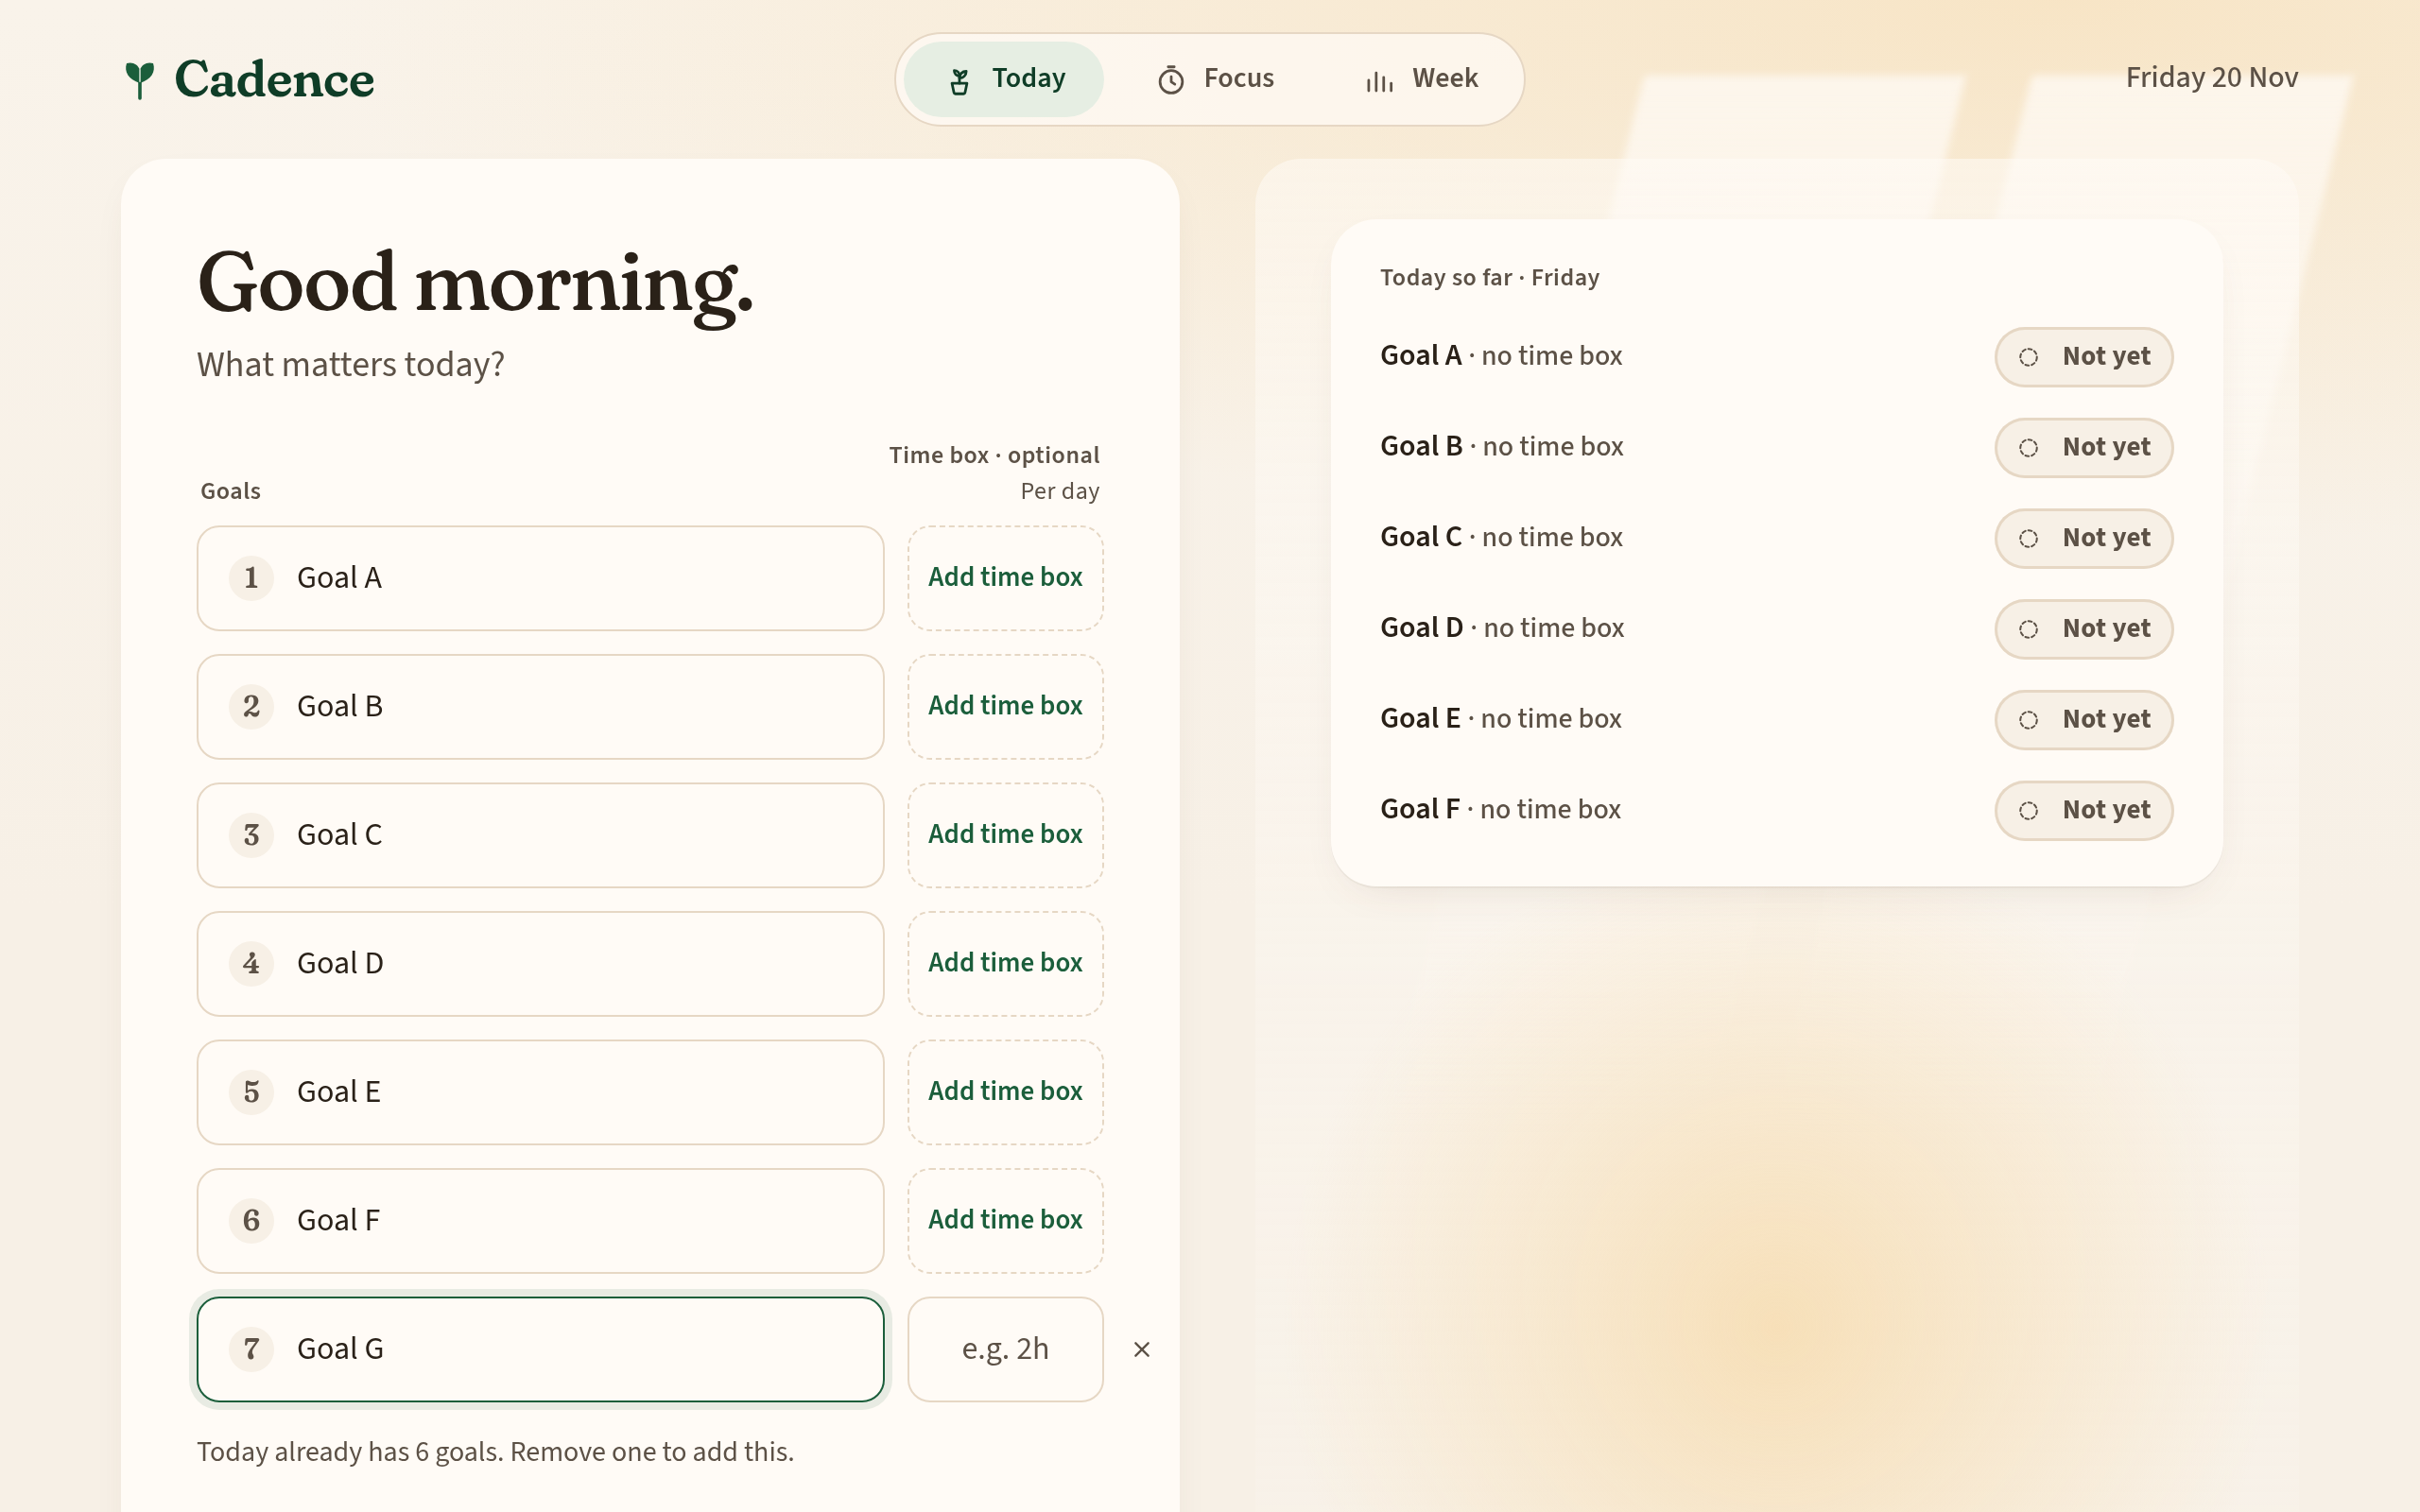 Cadence
Today
Focus
Week
Friday 20 Nov
Good morning.
What matters today?
Time box · optional
Goals
Per day
1 Goal A
Add time box
2 Goal B
Add time box
3 Goal C
Add time box
4 Goal D
Add time box
5 Goal E
Add time box
6 Goal F
Add time box
7 Goal G
e.g. 2h
Today already has 6 goals. Remove one to add this.
Today so far · Friday
Goal A · no time box
Not yet
Goal B · no time box
Not yet
Goal C · no time box
Not yet
Goal D · no time box
Not yet
Goal E · no time box
Not yet
Goal F · no time box
Not yet